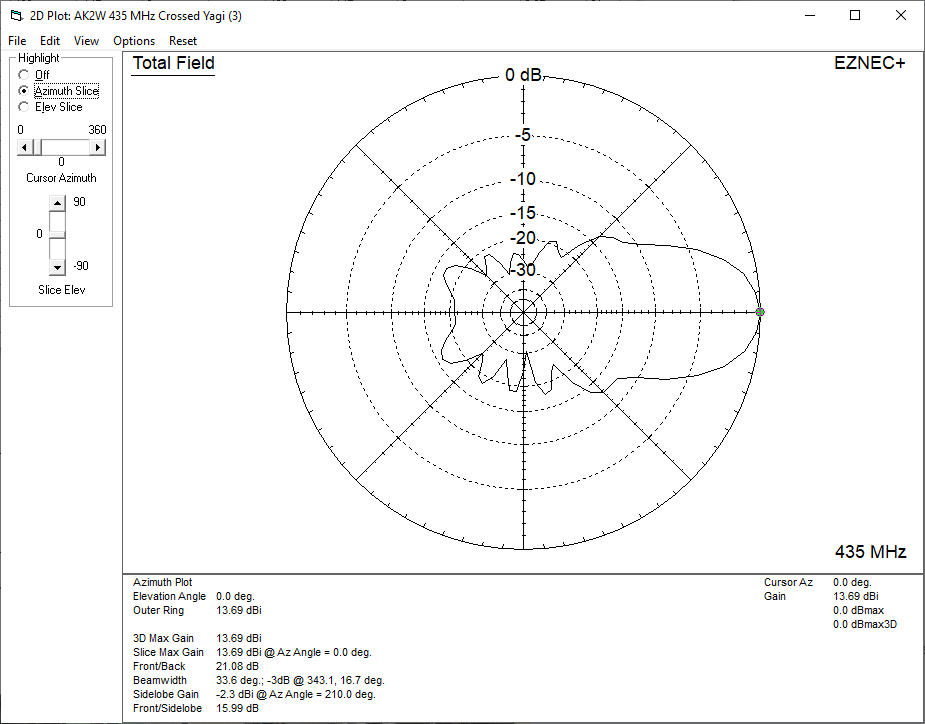 2D Plot: AK2W 435 MHz Crossed Yagi (3)
File Edit View Options Reset
Highlight
Off
Azimuth Slice
Elev Slice
0 360
0
Cursor Azimuth
90
0
-90
Slice Elev
Total Field
EZNEC+
0 dB
-5
-10
-15
-20
-30
435 MHz
Azimuth Plot
Elevation Angle 0.0 deg.
Outer Ring 13.69 dBi
3D Max Gain 13.69 dBi
Slice Max Gain 13.69 dBi @ Az Angle = 0.0 deg.
Front/Back 21.08 dB
Beamwidth 33.6 deg.; -3dB @ 343.1, 16.7 deg.
Sidelobe Gain -2.3 dBi @ Az Angle = 210.0 deg.
Front/Sidelobe 15.99 dB
Cursor Az 0.0 deg.
Gain 13.69 dBi
0.0 dBmax
0.0 dBmax3D